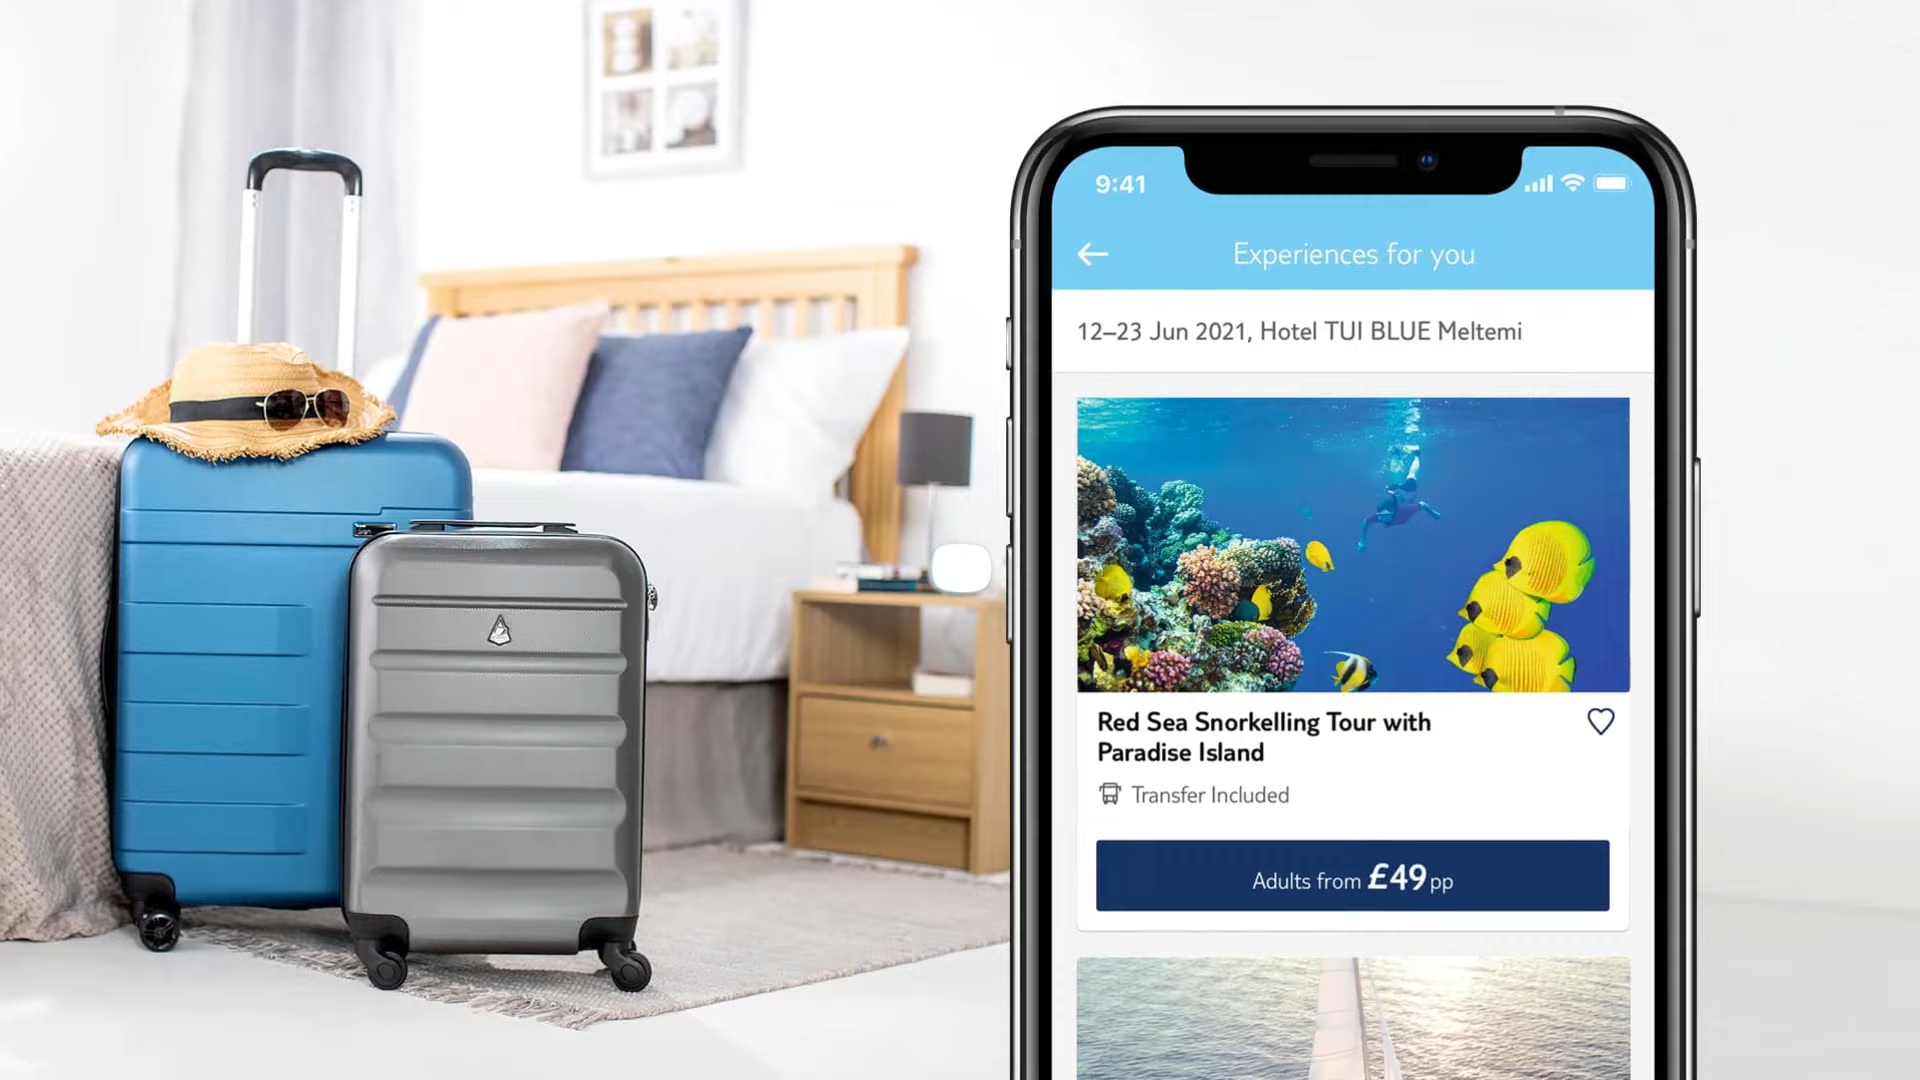 9:41
Experiences for you
12–23 Jun 2021, Hotel TUI BLUE Meltemi
Red Sea Snorkelling Tour with
Paradise Island
Transfer Included
Adults from £49 pp